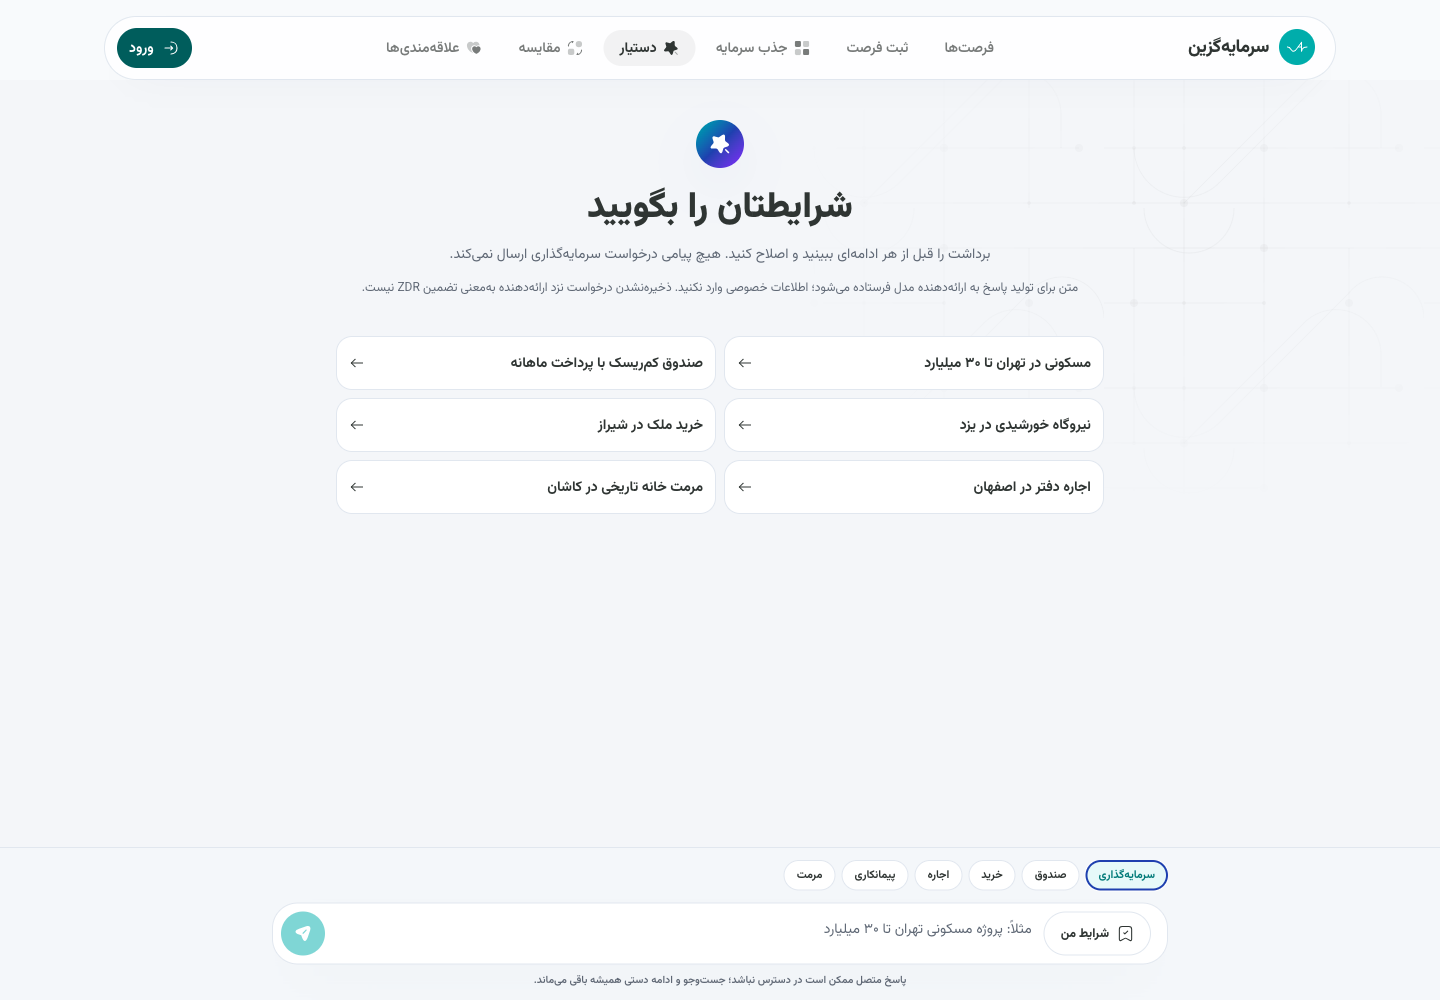 سرمایه‌گزین
فرصت‌ها
ثبت فرصت
جذب سرمایه
دستیار
مقایسه
علاقه‌مندی‌ها
ورود
شرایطتان را بگویید
برداشت را قبل از هر ادامه‌ای ببینید و اصلاح کنید. هیچ پیامی درخواست سرمایه‌گذاری ارسال نمی‌کند.
متن برای تولید پاسخ به ارائه‌دهنده مدل فرستاده می‌شود؛ اطلاعات خصوصی وارد نکنید. ذخیره‌نشدن درخواست نزد ارائه‌دهنده به‌معنی تضمین ZDR نیست.
مسکونی در تهران تا ۳۰ میلیارد
صندوق کم‌ریسک با پرداخت ماهانه
نیروگاه خورشیدی در یزد
خرید ملک در شیراز
اجاره دفتر در اصفهان
مرمت خانه تاریخی در کاشان
سرمایه‌گذاری
صندوق
خرید
اجاره
پیمانکاری
مرمت
شرایط من
مثلاً: پروژه مسکونی تهران تا ۳۰ میلیارد
پاسخ متصل ممکن است در دسترس نباشد؛ جست‌وجو و ادامه دستی همیشه باقی می‌ماند.